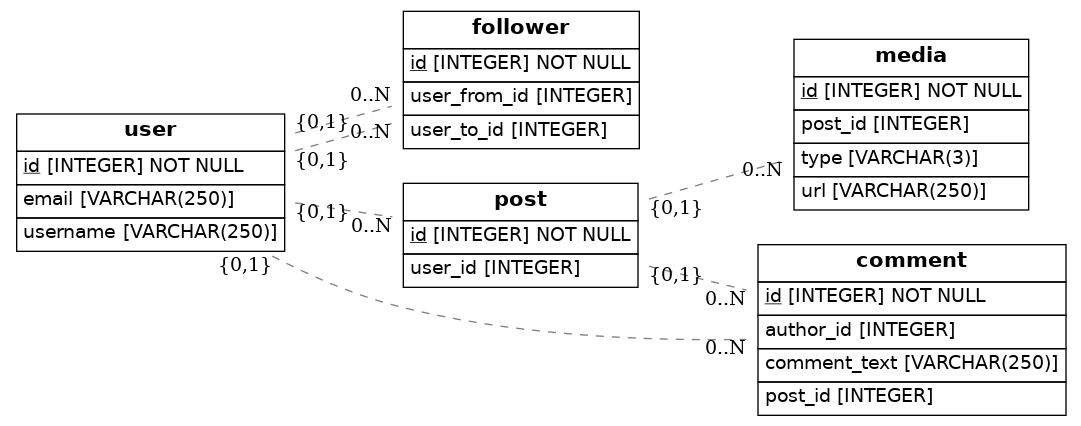 follower
id [INTEGER] NOT NULL
user_from_id [INTEGER]
user_to_id [INTEGER]
media
id [INTEGER] NOT NULL
post_id [INTEGER]
type [VARCHAR(3)]
url [VARCHAR(250)]
user
id [INTEGER] NOT NULL
email [VARCHAR(250)]
username [VARCHAR(250)]
0..N
{0,1}
0..N
{0,1}
{0,1}
0..N
{0,1}
post
id [INTEGER] NOT NULL
user_id [INTEGER]
0..N
{0,1}
{0,1}
0..N
0..N
comment
id [INTEGER] NOT NULL
author_id [INTEGER]
comment_text [VARCHAR(250)]
post_id [INTEGER]